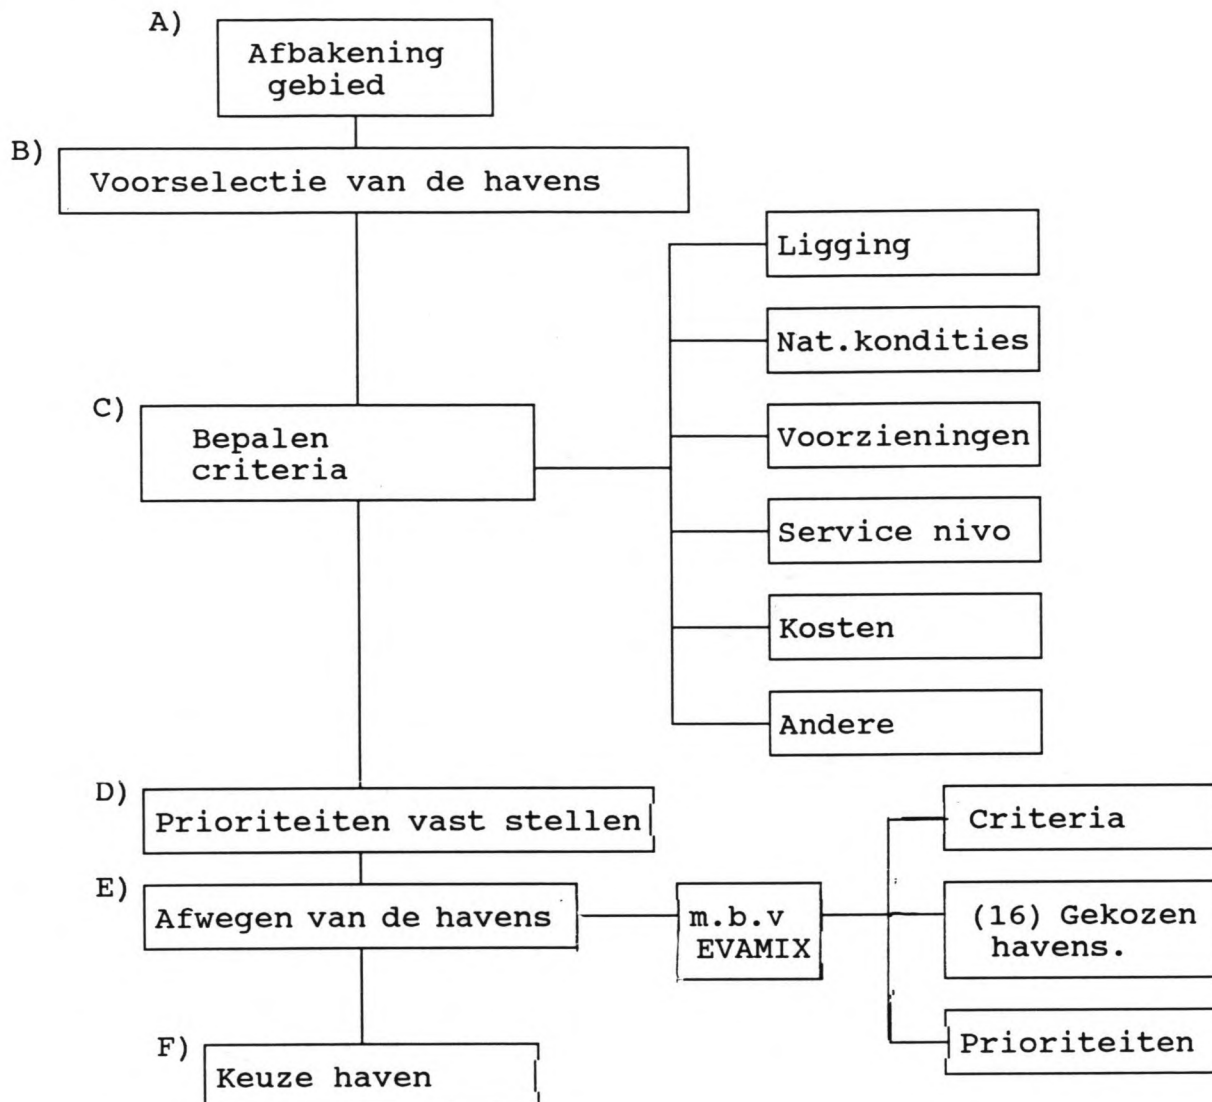 A)
Afbakening
gebied
B)
Voorselectie van de havens
Ligging
Nat.kondities
C)
Bepalen
criteria
Voorzieningen
Service nivo
Kosten
Andere
D)
Prioriteiten vast stellen
E)
Afwegen van de havens
m.b.v
EVAMIX
Criteria
(16) Gekozen
havens.
Prioriteiten
F)
Keuze haven